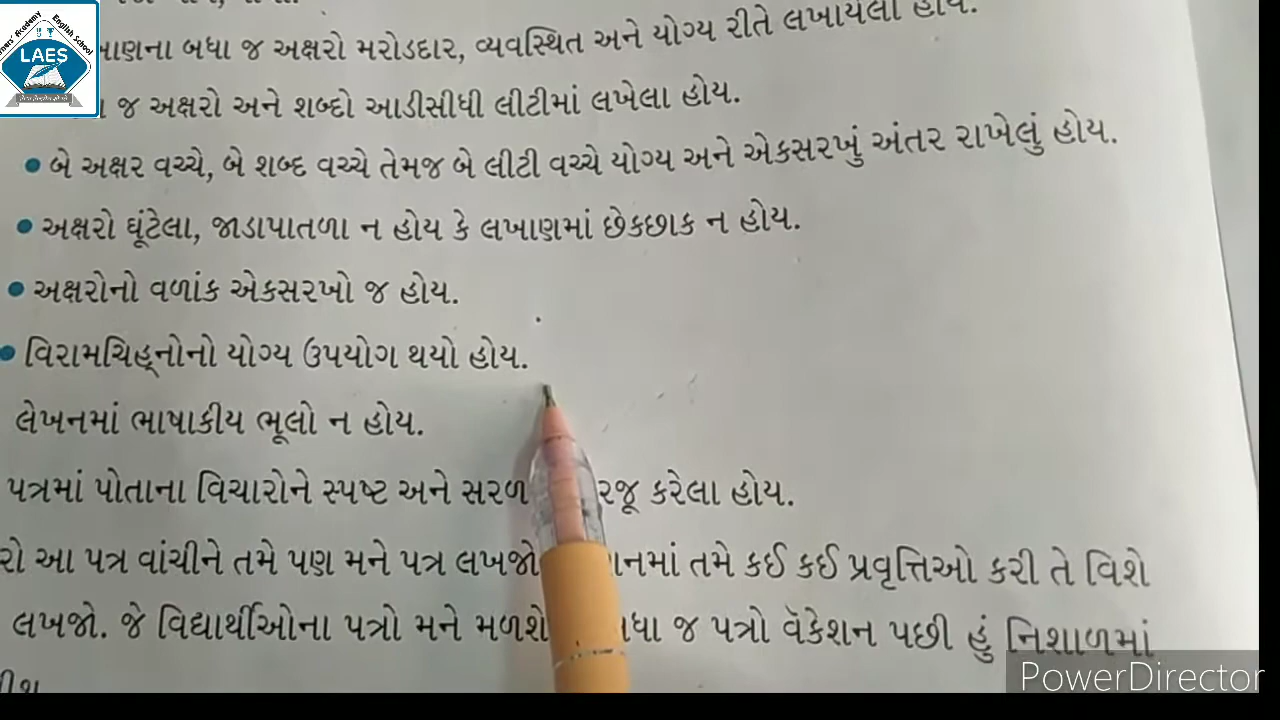 English School
LAES
બધા જ અક્ષરો મરોડદાર, વ્યવસ્થિત અને યોગ્ય રીતે લખાયેલા હોય.
જ અક્ષરો અને શબ્દો આડીસીધી લીટીમાં લખેલા હોય.
• બે અક્ષર વચ્ચે, બે શબ્દ વચ્ચે તેમજ બે લીટી વચ્ચે યોગ્ય અને એકસરખું અંતર રાખેલું હોય.
• અક્ષરો ઘૂંટેલા, જાડાપાતળા ન હોય કે લખાણમાં છેકછાક ન હોય.
• અક્ષરોનો વળાંક એકસરખો જ હોય.
• વિરામચિહ્નોનો યોગ્ય ઉપયોગ થયો હોય.
લેખનમાં ભાષાકીય ભૂલો ન હોય.
પત્રમાં પોતાના વિચારોને સ્પષ્ટ અને સરળ રજૂ કરેલા હોય.
આ પત્ર વાંચીને તમે પણ મને પત્ર લખજો તમે કઈ કઈ પ્રવૃત્તિઓ કરી તે વિશે
લખજો. જે વિદ્યાર્થીઓના પત્રો મને મળશે જ પત્રો વૅકેશન પછી હું નિશાળમાં
PowerDirector